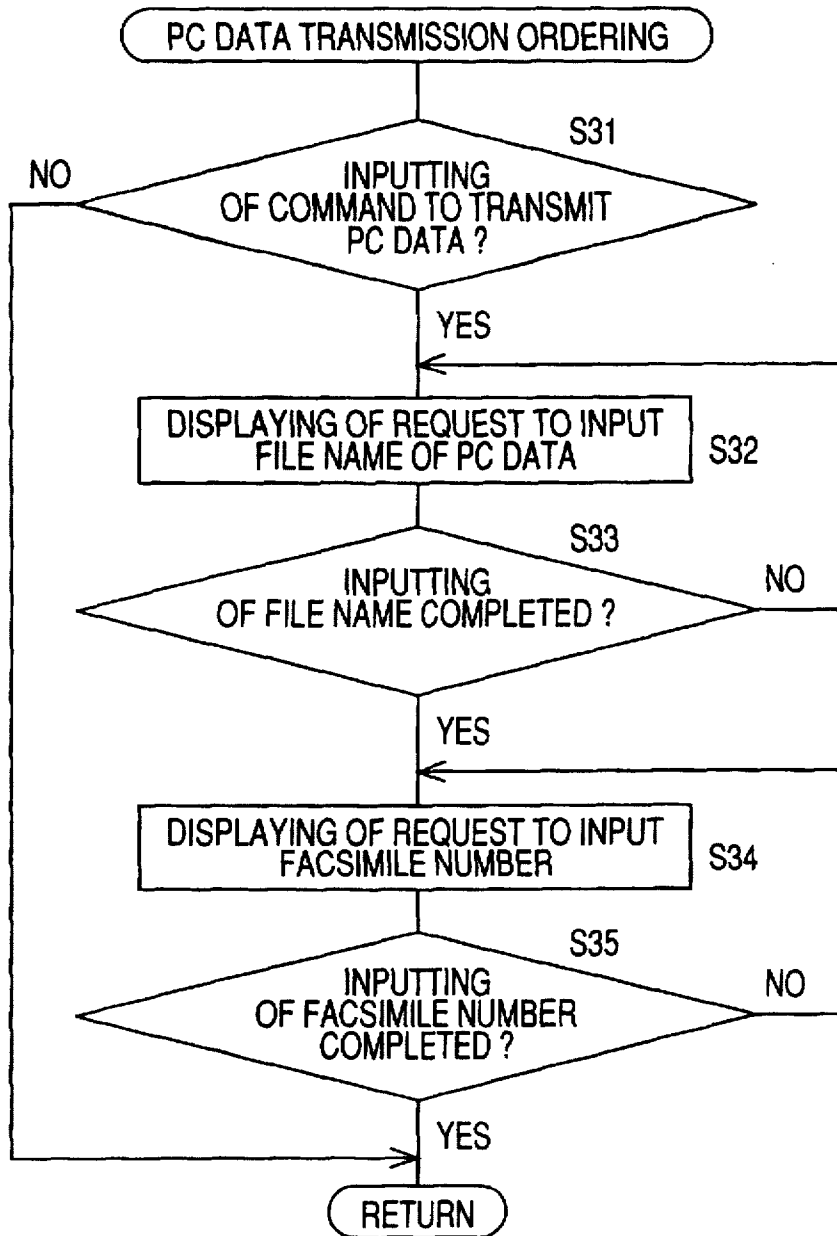 PC DATA TRANSMISSION ORDERING
S31
NO
INPUTTING
OF COMMAND TO TRANSMIT
PC DATA ?
YES
DISPLAYING OF REQUEST TO INPUT
FILE NAME OF PC DATA
S32
S33
INPUTTING
OF FILE NAME COMPLETED ?
NO
YES
DISPLAYING OF REQUEST TO INPUT
FACSIMILE NUMBER
S34
S35
INPUTTING
OF FACSIMILE NUMBER
COMPLETED ?
NO
YES
RETURN